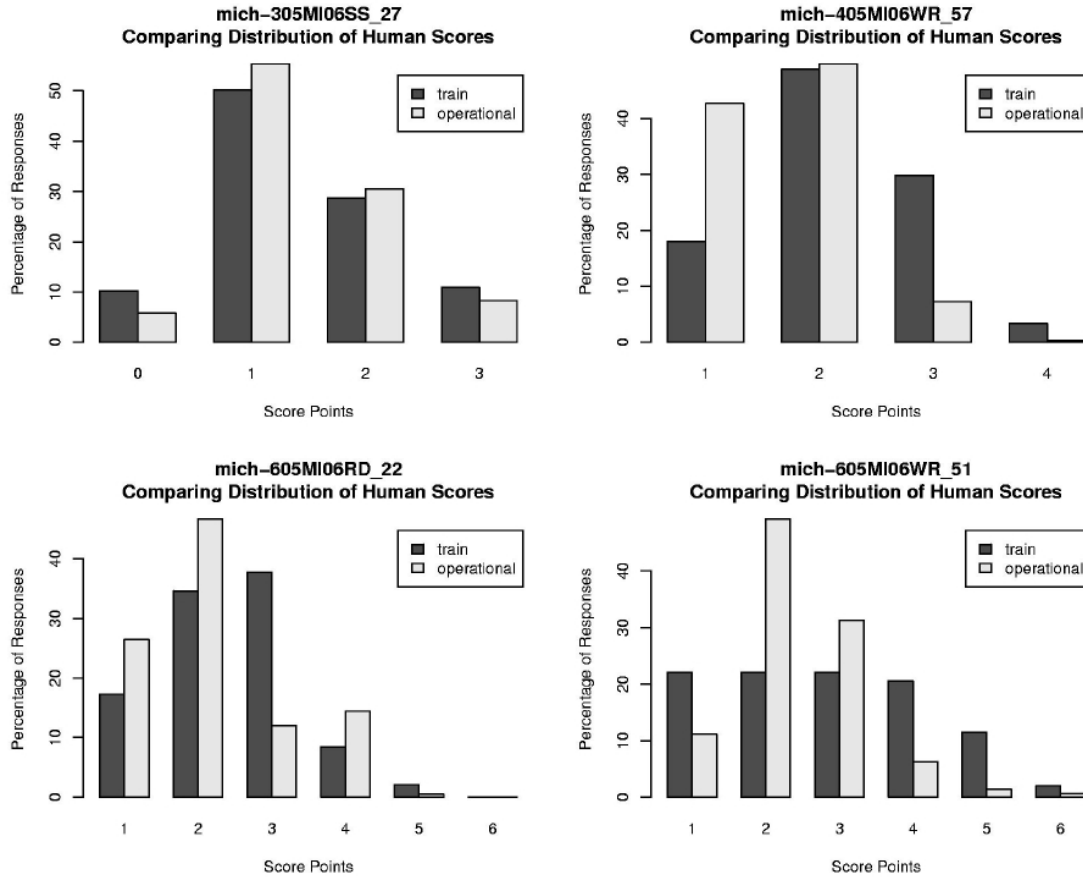 mich-305MI06SS_27
Comparing Distribution of Human Scores
train
operational
Percentage of Responses
50
40
30
20
10
0
0 1 2 3
Score Points
mich-405MI06WR_57
Comparing Distribution of Human Scores
train
operational
Percentage of Responses
40
30
20
10
0
1 2 3 4
Score Points
mich-605MI06RD_22
Comparing Distribution of Human Scores
train
operational
Percentage of Responses
40
30
20
10
0
1 2 3 4 5 6
Score Points
mich-605MI06WR_51
Comparing Distribution of Human Scores
train
operational
Percentage of Responses
40
30
20
10
0
1 2 3 4 5 6
Score Points